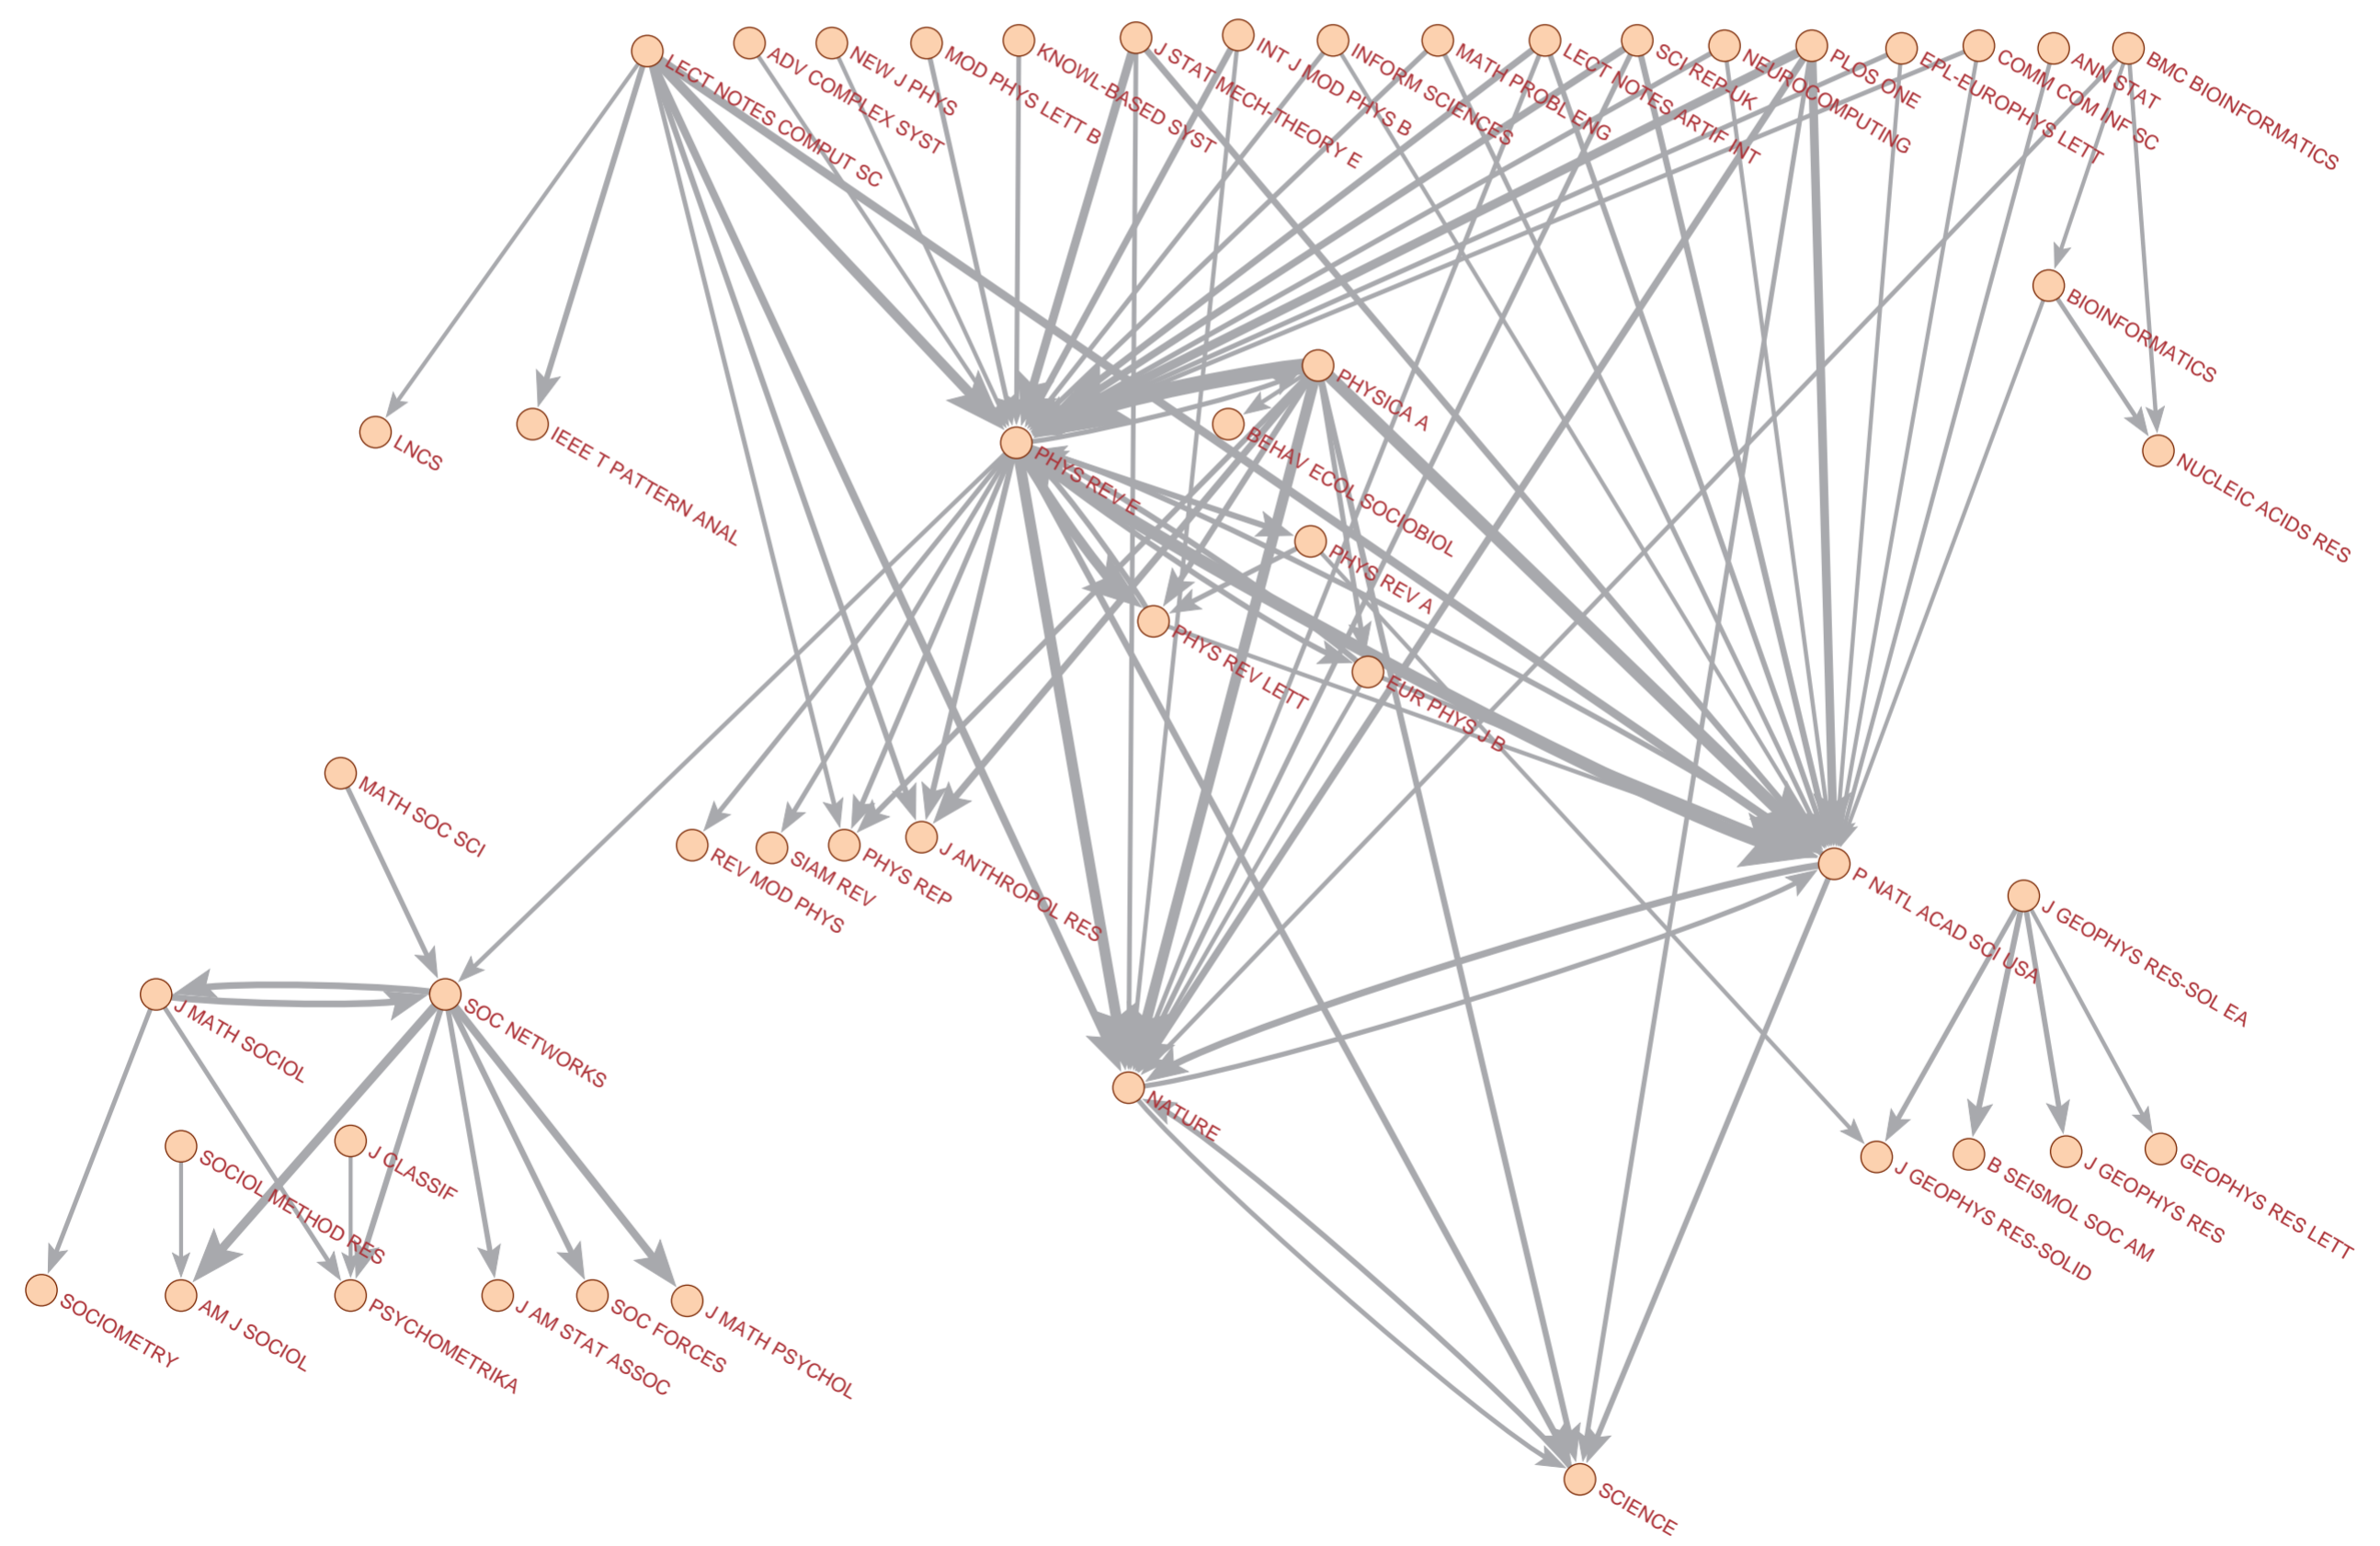 LECT NOTES COMPUT SC
ADV COMPLEX SYST
NEW J PHYS
MOD PHYS LETT B
KNOWL-BASED SYST
J STAT MECH-THEORY E
INT J MOD PHYS B
INFORM SCIENCES
MATH PROBL ENG
LECT NOTES ARTIF INT
SCI REP-UK
NEUROCOMPUTING
PLOS ONE
EPL-EUROPHYS LETT
COMM COM INF SC
ANN STAT
BMC BIOINFORMATICS
BIOINFORMATICS
PHYSICA A
LNCS
IEEE T PATTERN ANAL
PHYS REV E
BEHAV ECOL SOCIOBIOL
NUCLEIC ACIDS RES
PHYS REV A
PHYS REV LETT
EUR PHYS J B
MATH SOC SCI
REV MOD PHYS
SIAM REV
PHYS REP
J ANTHROPOL RES
P NATL ACAD SCI USA
J GEOPHYS RES-SOL EA
J MATH SOCIOL
SOC NETWORKS
NATURE
SOCIOL METHOD RES
J CLASSIF
J GEOPHYS RES-SOLID
B SEISMOL SOC AM
J GEOPHYS RES
GEOPHYS RES LETT
SOCIOMETRY
AM J SOCIOL
PSYCHOMETRIKA
J AM STAT ASSOC
SOC FORCES
J MATH PSYCHOL
SCIENCE